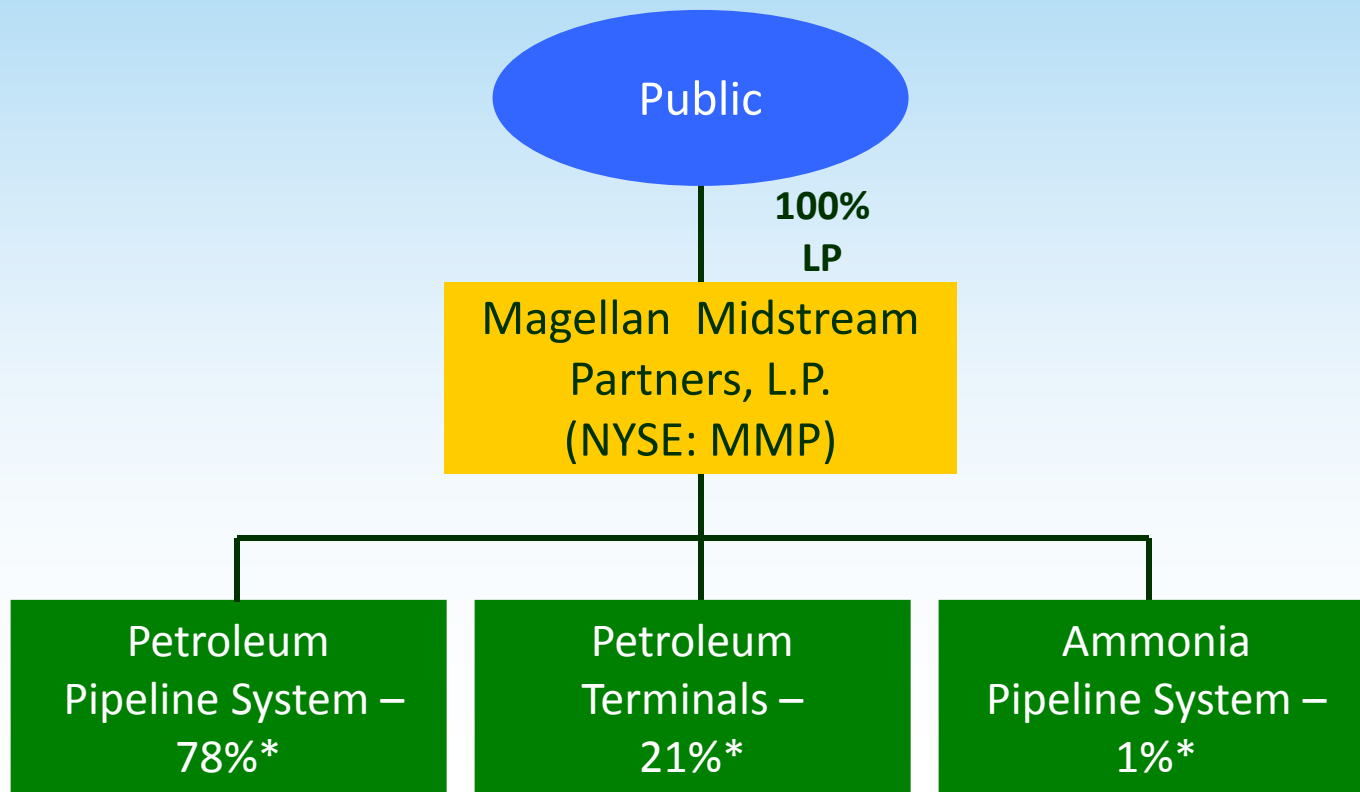 Public
100%
LP
Magellan Midstream
Partners, L.P.
(NYSE: MMP)
Petroleum
Pipeline System –
78%*
Petroleum
Terminals –
21%*
Ammonia
Pipeline System –
1%*